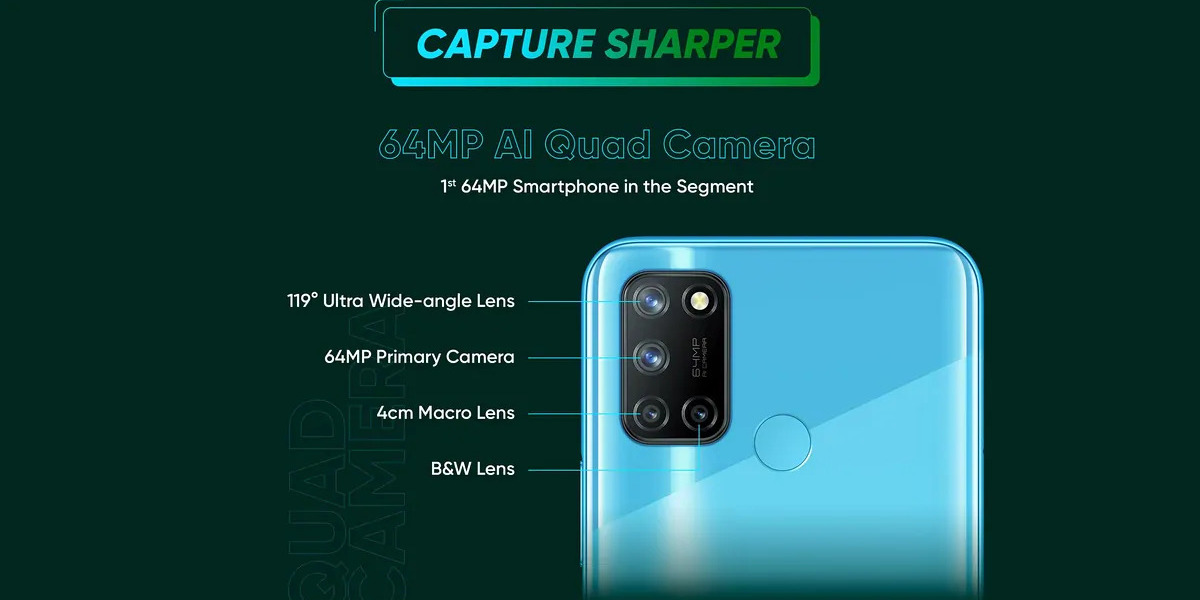 CAPTURE SHARPER
64MP AI Quad Camera
1st 64MP Smartphone in the Segment
119° Ultra Wide-angle Lens
64MP Primary Camera
4cm Macro Lens
B&W Lens
64MP
AI CAMERA
QUAD
CAMERA